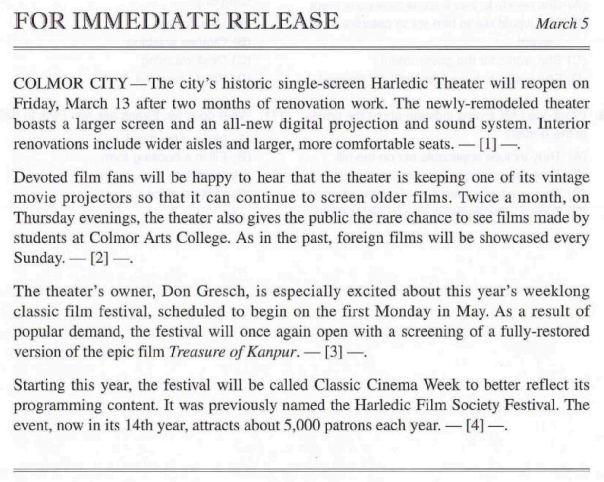 FOR IMMEDIATE RELEASE March 5
COLMOR CITY—The city's historic single-screen Harledic Theater will reopen on
Friday, March 13 after two months of renovation work. The newly-remodeled theater
boasts a larger screen and an all-new digital projection and sound system. Interior
renovations include wider aisles and larger, more comfortable seats. — [1] —.
Devoted film fans will be happy to hear that the theater is keeping one of its vintage
movie projectors so that it can continue to screen older films. Twice a month, on
Thursday evenings, the theater also gives the public the rare chance to see films made by
students at Colmor Arts College. As in the past, foreign films will be showcased every
Sunday. — [2] —.
The theater's owner, Don Gresch, is especially excited about this year's weeklong
classic film festival, scheduled to begin on the first Monday in May. As a result of
popular demand, the festival will once again open with a screening of a fully-restored
version of the epic film Treasure of Kanpur. — [3] —.
Starting this year, the festival will be called Classic Cinema Week to better reflect its
programming content. It was previously named the Harledic Film Society Festival. The
event, now in its 14th year, attracts about 5,000 patrons each year. — [4] —.